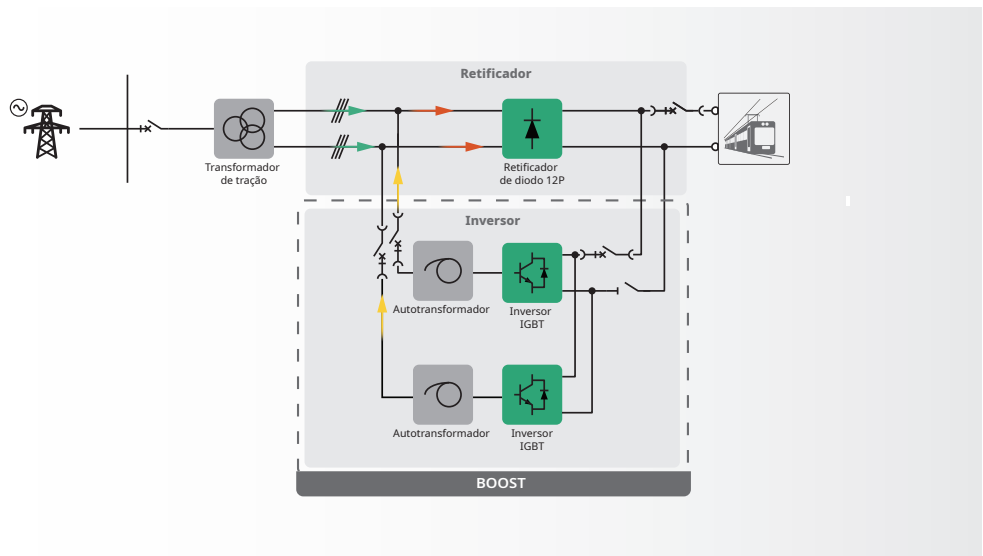 Retificador
Transformador
de tração
Retificador
de diodo 12P
Inversor
Autotransformador
Inversor
IGBT
Autotransformador
Inversor
IGBT
BOOST